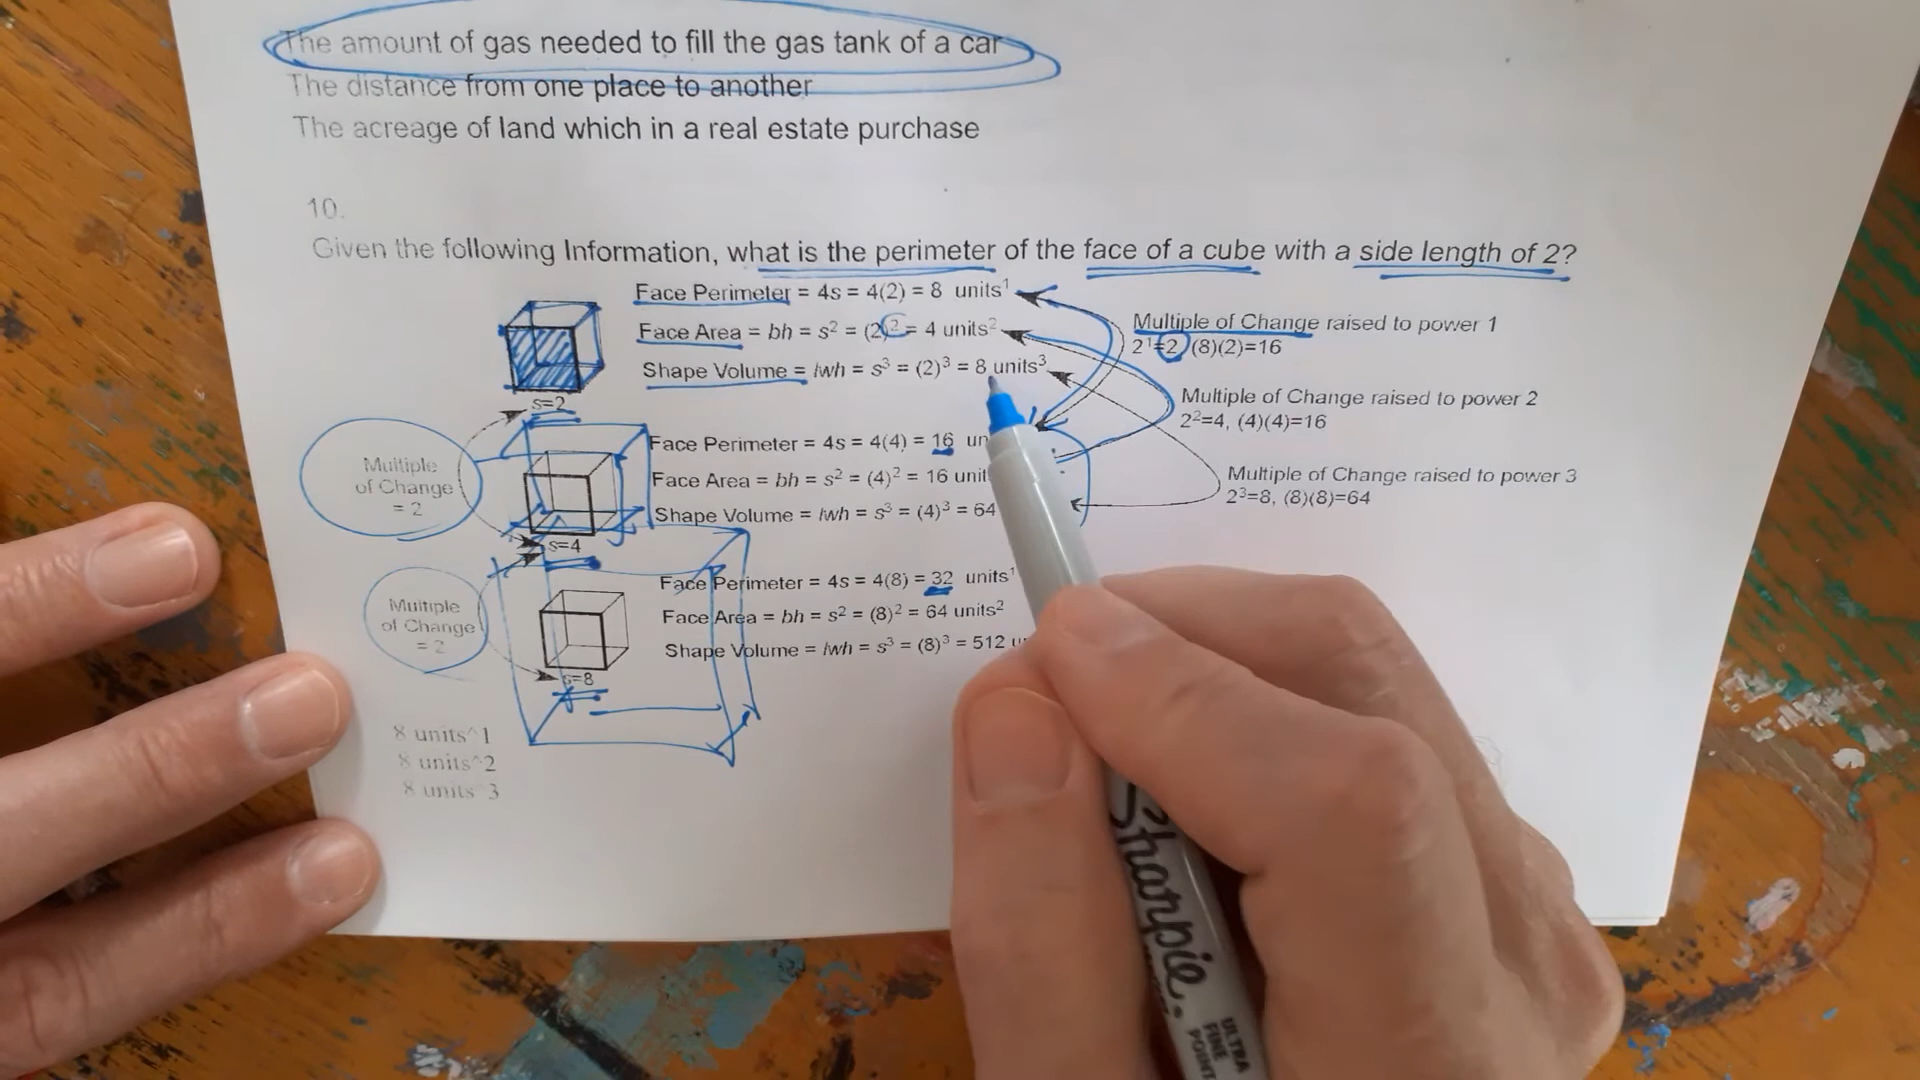 The amount of gas needed to fill the gas tank of a car
The distance from one place to another
The acreage of land which in a real estate purchase
10.
Given the following Information, what is the perimeter of the face of a cube with a side length of 2?
Face Perimeter = 4s = 4(2) = 8 units¹
Face Area = bh = s² = (2)² = 4 units²
Shape Volume = lwh = s³ = (2)³ = 8 units³
s=2
Multiple of Change raised to power 1
2¹=2, (8)(2)=16
Multiple of Change raised to power 2
2²=4, (4)(4)=16
Multiple of Change raised to power 3
2³=8, (8)(8)=64
Multiple
of Change
= 2
Face Perimeter = 4s = 4(4) = 16 un
Face Area = bh = s² = (4)² = 16 unit
Shape Volume = lwh = s³ = (4)³ = 64
s=4
Multiple
of Change
= 2
Face Perimeter = 4s = 4(8) = 32 units¹
Face Area = bh = s² = (8)² = 64 units²
Shape Volume = lwh = s³ = (8)³ = 512 u
s=8
8 units^1
8 units^2
8 units^3
Sharpie
ULTRA
FINE
POINT